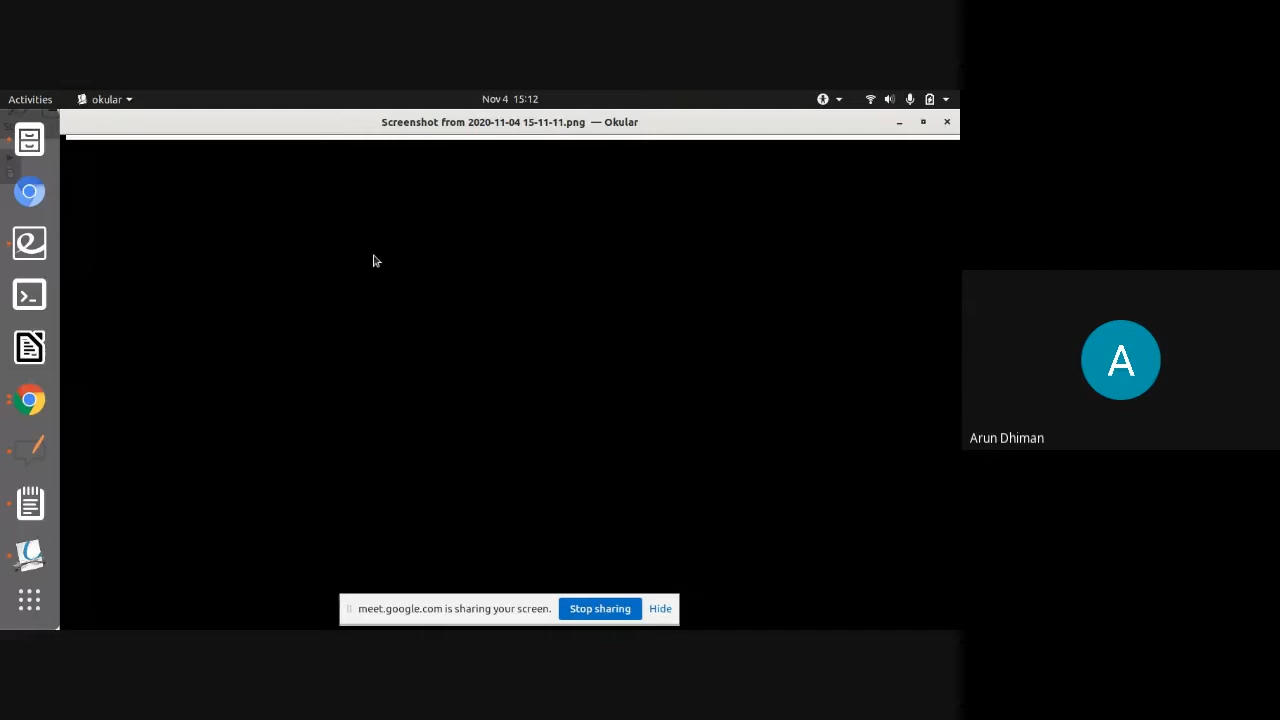 Activities
okular
Nov 4 15:12
Screenshot from 2020-11-04 15-11-11.png — Okular
A
Arun Dhiman
meet.google.com is sharing your screen.
Stop sharing
Hide